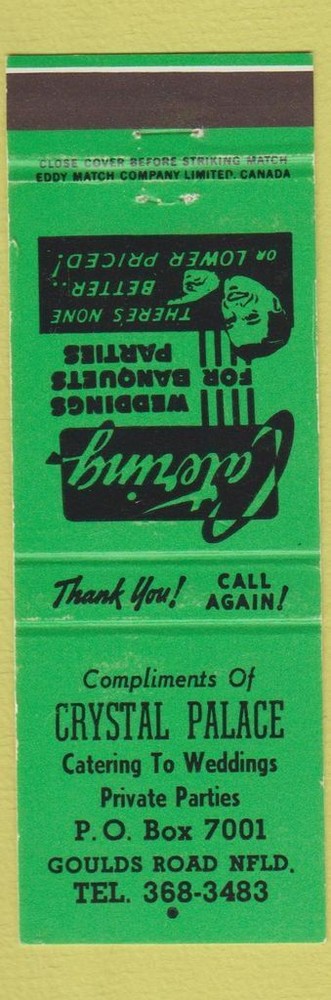 CLOSE COVER BEFORE STRIKING MATCH
EDDY MATCH COMPANY LIMITED. CANADA
Catering
WEDDINGS
FOR BANQUETS
PARTIES
THERE'S NONE
BETTER..
OR LOWER PRICED!
Thank You! CALL
AGAIN!
Compliments Of
CRYSTAL PALACE
Catering To Weddings
Private Parties
P.O. Box 7001
GOULDS ROAD NFLD.
TEL. 368-3483